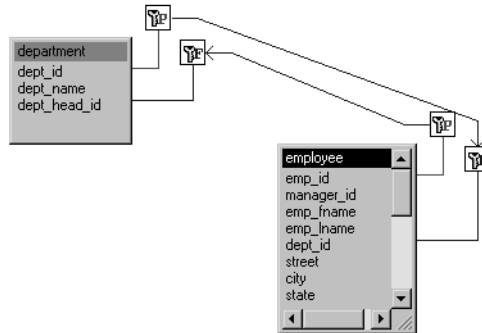 P
department
F
dept_id
dept_name
dept_head_id
P
employee
emp_id
manager_id
emp_fname
emp_lname
dept_id
street
city
state